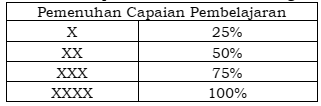 Pemenuhan Capaian Pembelajaran
X 25%
XX 50%
XXX 75%
XXXX 100%